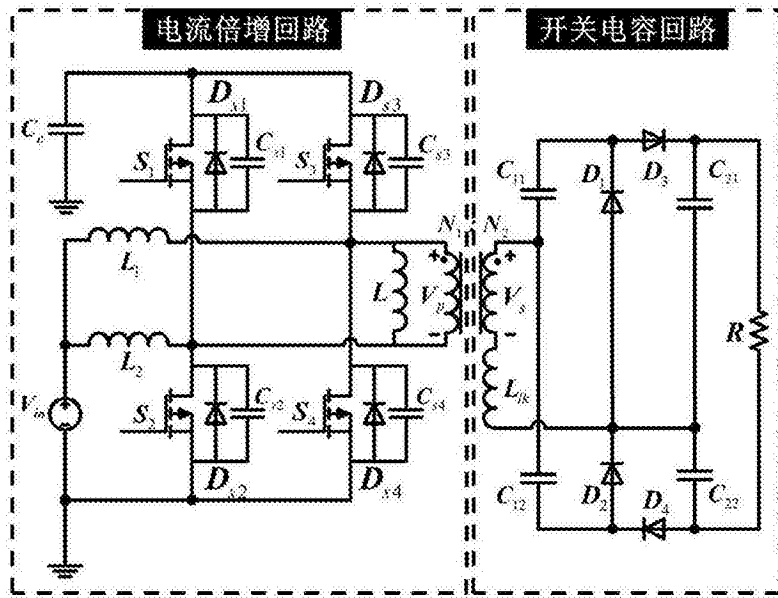 电流倍增回路
开关电容回路
D_s1
D_s3
C_c
S_1
C_s1
S_3
C_s3
C_11
D_1
D_3
C_21
N_1
N_2
L_1
L
V_p
V_s
L_2
R
L_lk
V_in
S_2
C_s2
S_4
C_s4
D_s2
D_s4
C_12
D_2
D_4
C_22